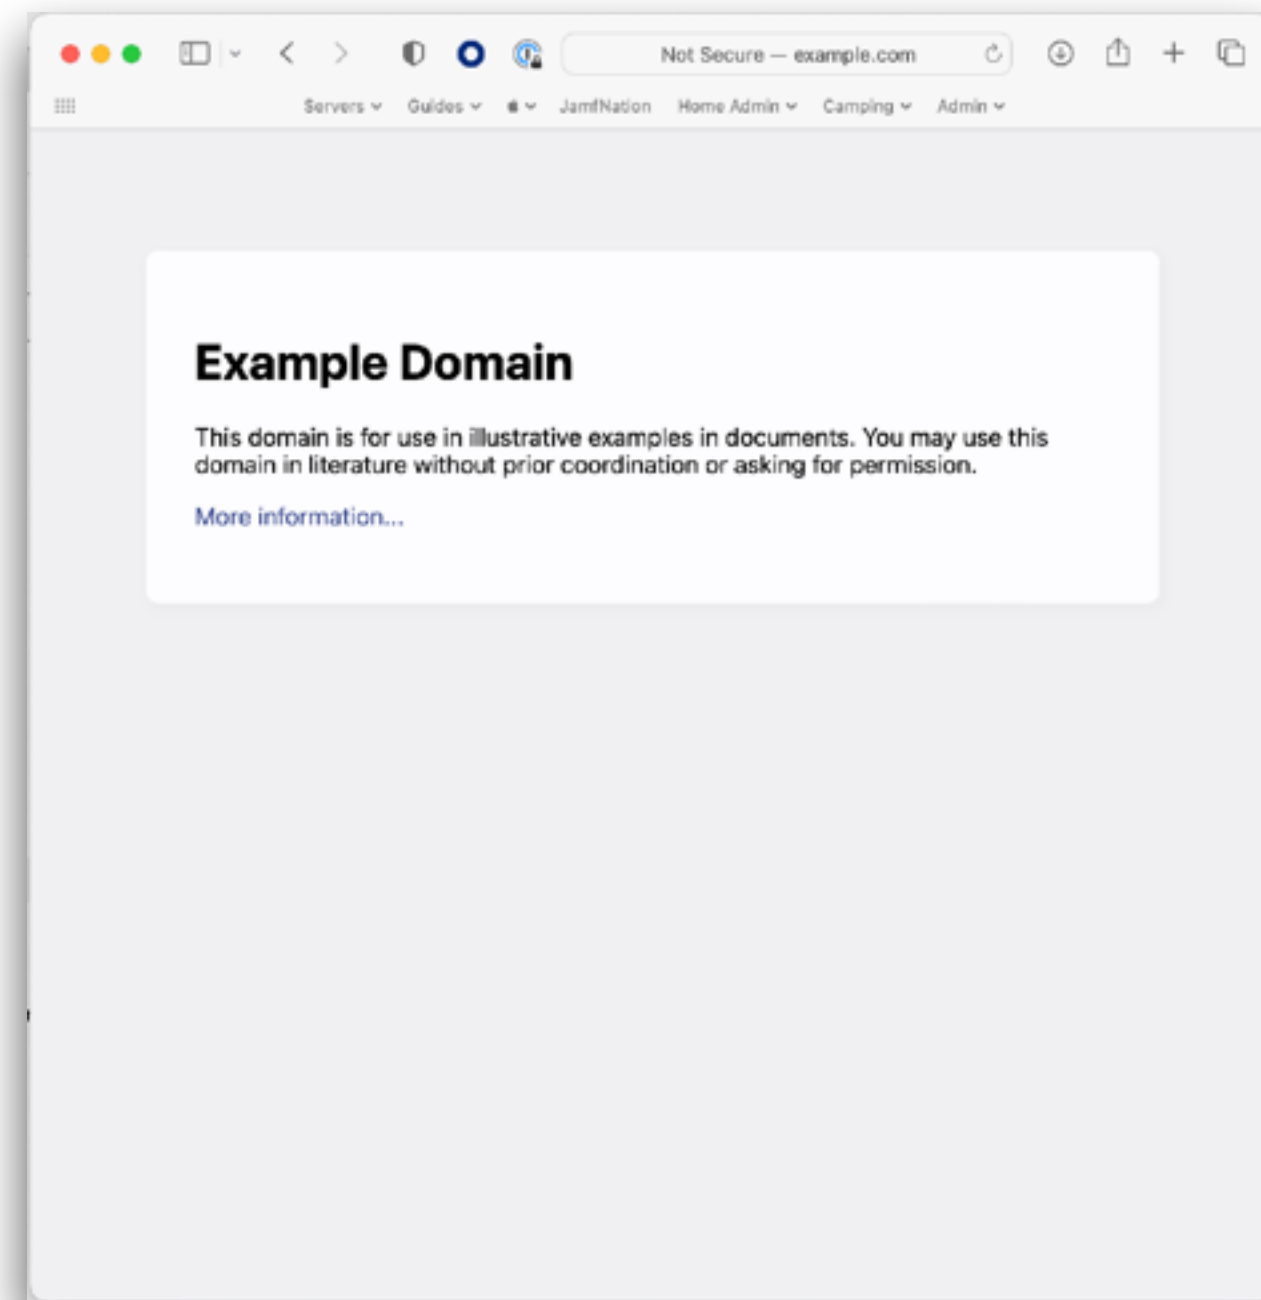 Not Secure — example.com
Servers Guides JamfNation Home Admin Camping Admin
Example Domain
This domain is for use in illustrative examples in documents. You may use this
domain in literature without prior coordination or asking for permission.
More information...